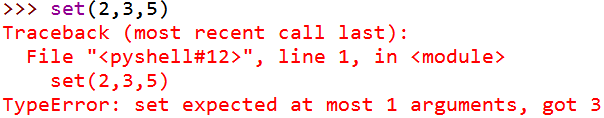 >>> set(2,3,5)
Traceback (most recent call last):
  File "<pyshell#12>", line 1, in <module>
    set(2,3,5)
TypeError: set expected at most 1 arguments, got 3